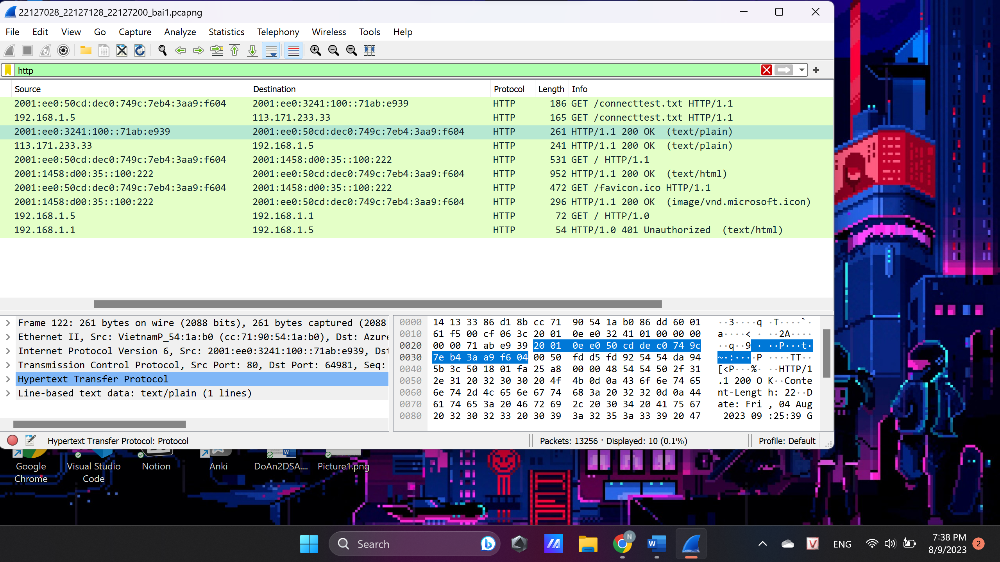 22127028_22127128_22127200_bai1.pcapng
File Edit View Go Capture Analyze Statistics Telephony Wireless Tools Help
http
Source Destination Protocol Length Info
2001:ee0:50cd:dec0:749c:7eb4:3aa9:f604 2001:ee0:3241:100::71ab:e939 HTTP 186 GET /connecttest.txt HTTP/1.1
192.168.1.5 113.171.233.33 HTTP 165 GET /connecttest.txt HTTP/1.1
2001:ee0:3241:100::71ab:e939 2001:ee0:50cd:dec0:749c:7eb4:3aa9:f604 HTTP 261 HTTP/1.1 200 OK (text/plain)
113.171.233.33 192.168.1.5 HTTP 241 HTTP/1.1 200 OK (text/plain)
2001:ee0:50cd:dec0:749c:7eb4:3aa9:f604 2001:1458:d00:35::100:222 HTTP 531 GET / HTTP/1.1
2001:1458:d00:35::100:222 2001:ee0:50cd:dec0:749c:7eb4:3aa9:f604 HTTP 952 HTTP/1.1 200 OK (text/html)
2001:ee0:50cd:dec0:749c:7eb4:3aa9:f604 2001:1458:d00:35::100:222 HTTP 472 GET /favicon.ico HTTP/1.1
2001:1458:d00:35::100:222 2001:ee0:50cd:dec0:749c:7eb4:3aa9:f604 HTTP 296 HTTP/1.1 200 OK (image/vnd.microsoft.icon)
192.168.1.5 192.168.1.1 HTTP 72 GET / HTTP/1.0
192.168.1.1 192.168.1.5 HTTP 54 HTTP/1.0 401 Unauthorized (text/html)
Frame 122: 261 bytes on wire (2088 bits), 261 bytes captured (2088
Ethernet II, Src: VietnamP_54:1a:b0 (cc:71:90:54:1a:b0), Dst: Azure
Internet Protocol Version 6, Src: 2001:ee0:3241:100::71ab:e939, Dst
Transmission Control Protocol, Src Port: 80, Dst Port: 64981, Seq:
Hypertext Transfer Protocol
Line-based text data: text/plain (1 lines)
0000 14 13 33 86 d1 8b cc 71 90 54 1a b0 86 dd 60 01 ··3····q ·T····`·
0010 61 f5 00 cf 06 3c 20 01 0e e0 32 41 01 00 00 00 a····< · ··2A····
0020 00 00 71 ab e9 39 20 01 0e e0 50 cd de c0 74 9c ··q··9 · ··P···t·
0030 7e b4 3a a9 f6 04 00 50 fd d5 fd 92 54 54 da 94 ~·:····P ····TT··
0040 5b 3c 50 18 01 fa 25 a8 00 00 48 54 54 50 2f 31 [<P···%· ··HTTP/1
0050 2e 31 20 32 30 30 20 4f 4b 0d 0a 43 6f 6e 74 65 .1 200 O K··Conte
0060 6e 74 2d 4c 65 6e 67 74 68 3a 20 32 32 0d 0a 44 nt-Lengt h: 22··D
0070 61 74 65 3a 20 46 72 69 2c 20 30 34 20 41 75 67 ate: Fri , 04 Aug
0080 20 32 30 32 33 20 30 39 3a 32 35 3a 33 39 20 47 2023 09 :25:39 G
Hypertext Transfer Protocol: Protocol
Packets: 13256 · Displayed: 10 (0.1%)
Profile: Default
Google Chrome
Visual Studio Code
Notion
Anki
DoAn2DSA....
Picture1.png
Search
N
W
V
ENG
7:38 PM
8/9/2023
2